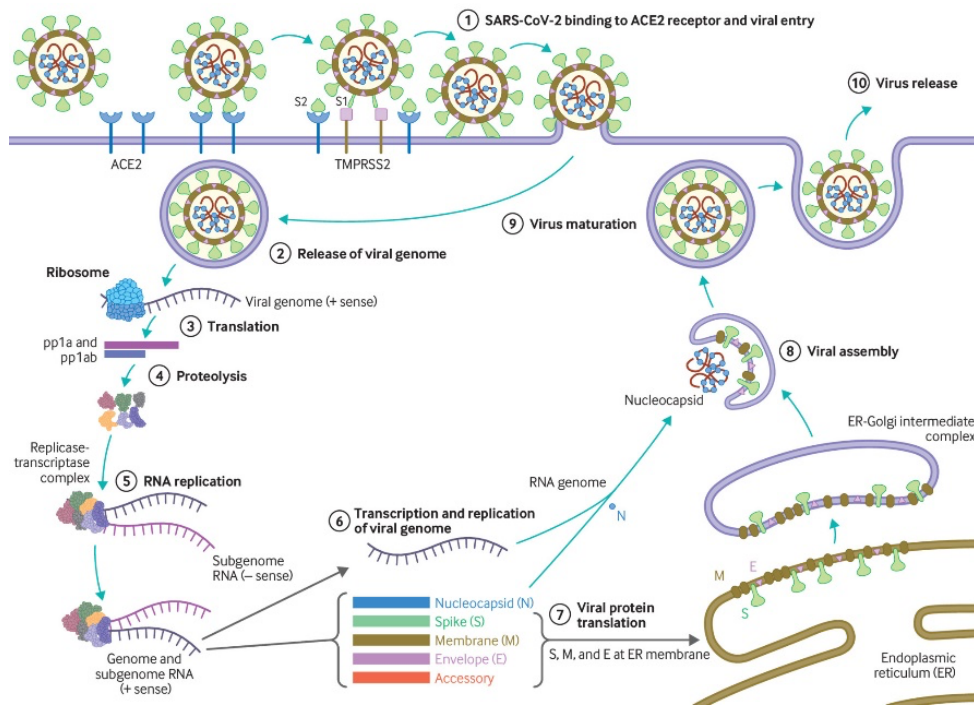 1 SARS-CoV-2 binding to ACE2 receptor and viral entry
S2
S1
ACE2
TMPRSS2
10 Virus release
9 Virus maturation
2 Release of viral genome
Ribosome
Viral genome (+ sense)
3 Translation
pp1a and
pp1ab
4 Proteolysis
Replicase-
transcriptase
complex
5 RNA replication
Subgenome
RNA (– sense)
Genome and
subgenome RNA
(+ sense)
6 Transcription and replication
of viral genome
RNA genome
N
Nucleocapsid (N)
Spike (S)
Membrane (M)
Envelope (E)
Accessory
7 Viral protein
translation
S, M, and E at ER membrane
Nucleocapsid
8 Viral assembly
ER-Golgi intermediate
complex
M
E
S
Endoplasmic
reticulum (ER)